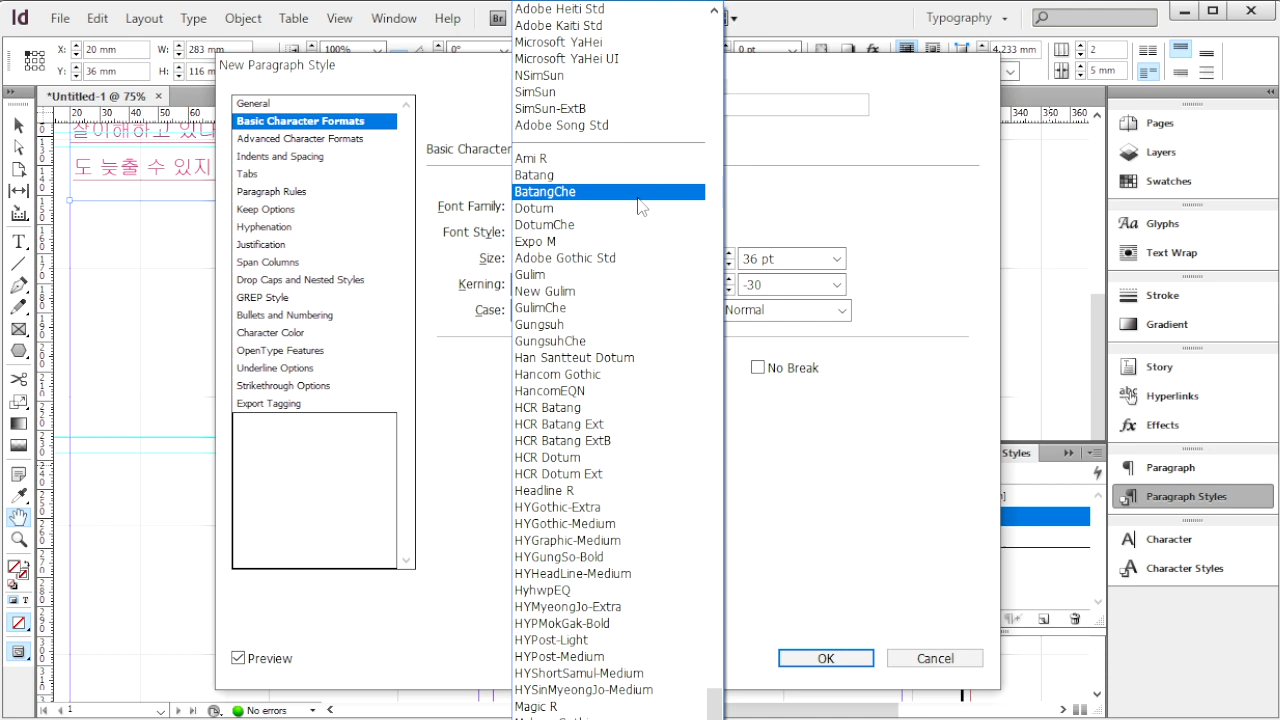 Id File Edit Layout Type Object Table View Window Help Br Typography
X: 20 mm W: 283 mm 100% 0° 0 pt fx 4.233 mm 2
Y: 36 mm H: 116 mm 5 mm
*Untitled-1 @ 75% ×
20 30 40 50 60 340 350 360
도 늦출 수 있지
New Paragraph Style
General
Basic Character Formats
Advanced Character Formats
Indents and Spacing
Tabs
Paragraph Rules
Keep Options
Hyphenation
Justification
Span Columns
Drop Caps and Nested Styles
GREP Style
Bullets and Numbering
Character Color
OpenType Features
Underline Options
Strikethrough Options
Export Tagging
Preview
Basic Character
Font Family:
Font Style:
Size: 36 pt
Kerning: -30
Case: Normal
No Break
OK Cancel
Adobe Heiti Std
Adobe Kaiti Std
Microsoft YaHei
Microsoft YaHei UI
NSimSun
SimSun
SimSun-ExtB
Adobe Song Std
Ami R
Batang
BatangChe
Dotum
DotumChe
Expo M
Adobe Gothic Std
Gulim
New Gulim
GulimChe
Gungsuh
GungsuhChe
Han Santteut Dotum
Hancom Gothic
HancomEQN
HCR Batang
HCR Batang Ext
HCR Batang ExtB
HCR Dotum
HCR Dotum Ext
Headline R
HYGothic-Extra
HYGothic-Medium
HYGraphic-Medium
HYGungSo-Bold
HYHeadLine-Medium
HyhwpEQ
HYMyeongJo-Extra
HYPMokGak-Bold
HYPost-Light
HYPost-Medium
HYShortSamul-Medium
HYSinMyeongJo-Medium
Magic R
Pages
Layers
Swatches
Glyphs
Text Wrap
Stroke
Gradient
Story
Hyperlinks
Effects
Paragraph
Paragraph Styles
Character
Character Styles
Styles
1 No errors